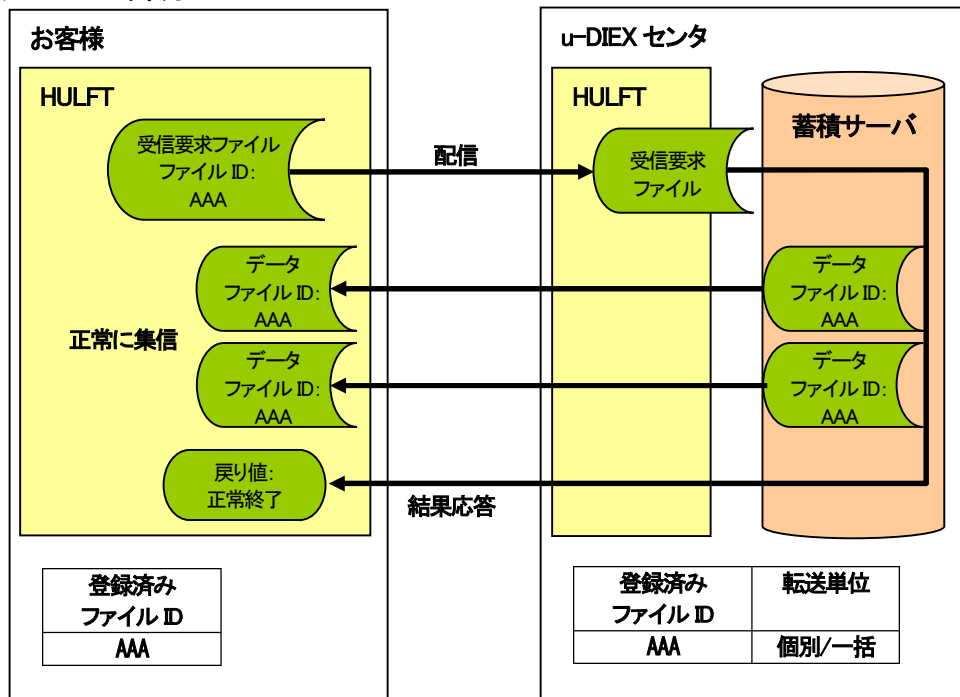 お客様
HULFT
受信要求ファイル
ファイル ID:
AAA
配信
u-DIEX センタ
HULFT
受信要求
ファイル
蓄積サーバ
データ
ファイル ID:
AAA
データ
ファイル ID:
AAA
正常に集信
データ
ファイル ID:
AAA
データ
ファイル ID:
AAA
戻り値:
正常終了
結果応答
登録済み
ファイル ID
AAA
登録済み
ファイル ID
転送単位
AAA
個別/一括